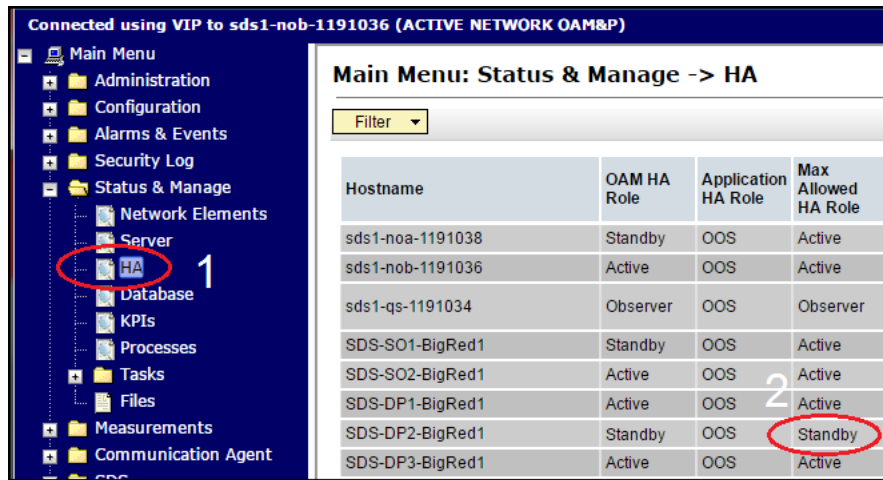 Connected using VIP to sds1-nob-1191036 (ACTIVE NETWORK OAM&P)
Main Menu
Administration
Configuration
Alarms & Events
Security Log
Status & Manage
Network Elements
Server
HA
1
Database
KPIs
Processes
Tasks
Files
Measurements
Communication Agent
SDS
Main Menu: Status & Manage -> HA
Filter
Hostname OAM HA Role Application HA Role Max Allowed HA Role
sds1-noa-1191038 Standby OOS Active
sds1-nob-1191036 Active OOS Active
sds1-qs-1191034 Observer OOS Observer
SDS-SO1-BigRed1 Standby OOS Active
SDS-SO2-BigRed1 Active OOS Active
2
SDS-DP1-BigRed1 Active OOS Active
SDS-DP2-BigRed1 Standby OOS Standby
SDS-DP3-BigRed1 Active OOS Active